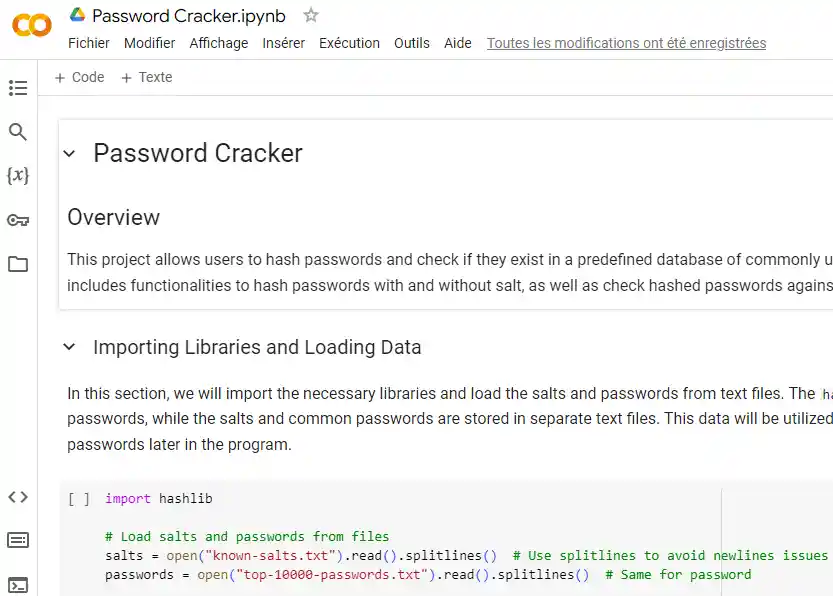 Password Cracker.ipynb
Fichier Modifier Affichage Insérer Exécution Outils Aide Toutes les modifications ont été enregistrées
+ Code + Texte
Password Cracker
Overview
This project allows users to hash passwords and check if they exist in a predefined database of commonly u
includes functionalities to hash passwords with and without salt, as well as check hashed passwords agains
Importing Libraries and Loading Data
In this section, we will import the necessary libraries and load the salts and passwords from text files. The ha
passwords, while the salts and common passwords are stored in separate text files. This data will be utilized
passwords later in the program.
[ ] import hashlib
# Load salts and passwords from files
salts = open("known-salts.txt").read().splitlines() # Use splitlines to avoid newlines issues
passwords = open("top-10000-passwords.txt").read().splitlines() # Same for password